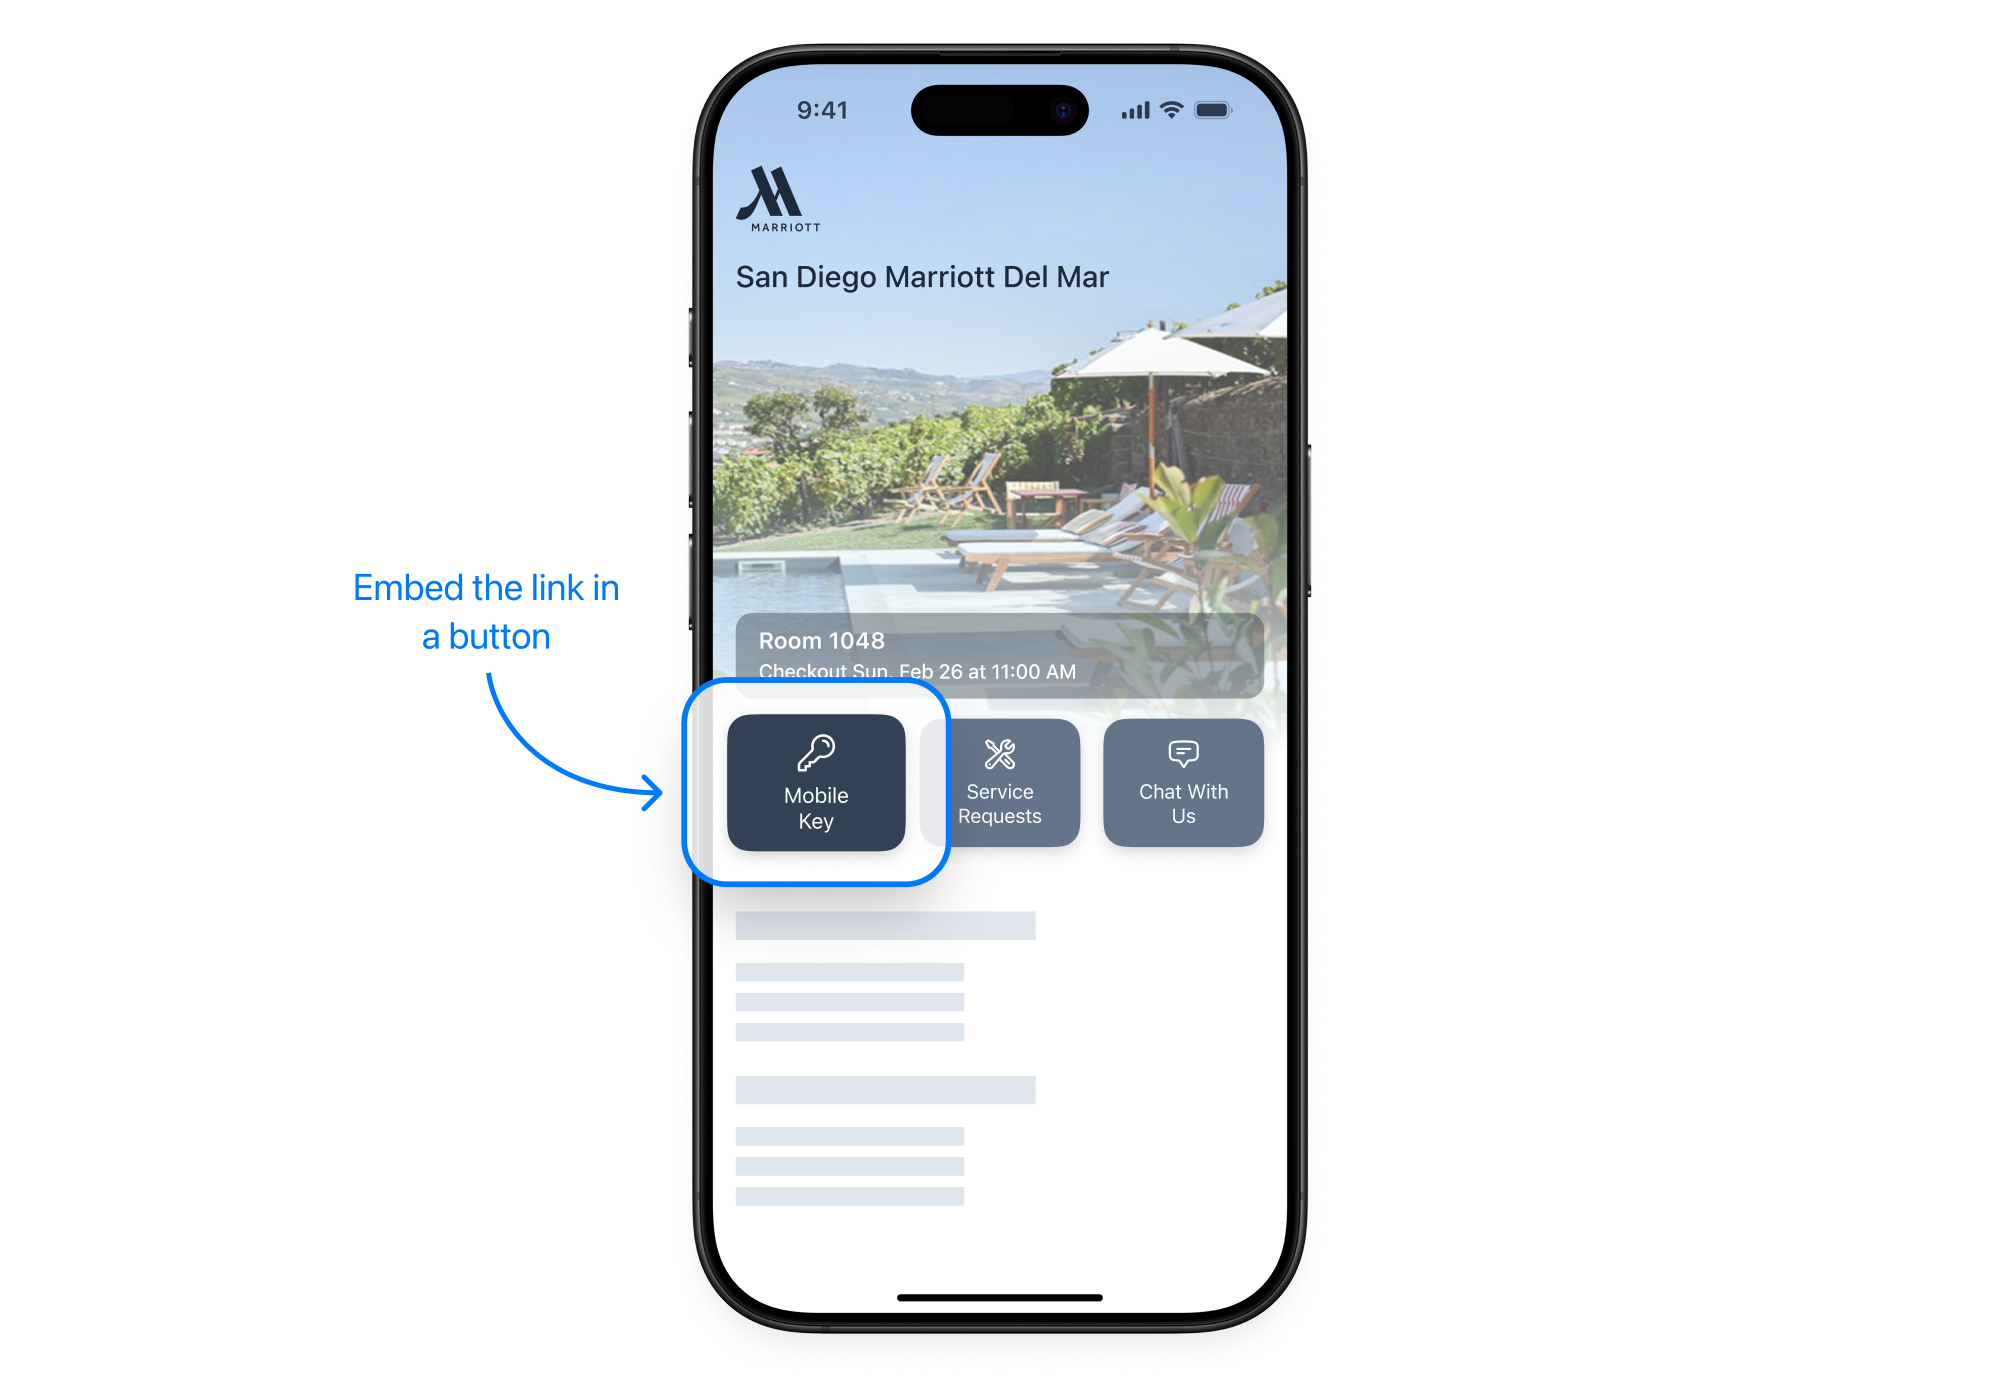 9:41
MARRIOTT
San Diego Marriott Del Mar
Embed the link in
a button
Room 1048
Checkout Sun, Feb 26 at 11:00 AM
Mobile
Key
Service
Requests
Chat With
Us